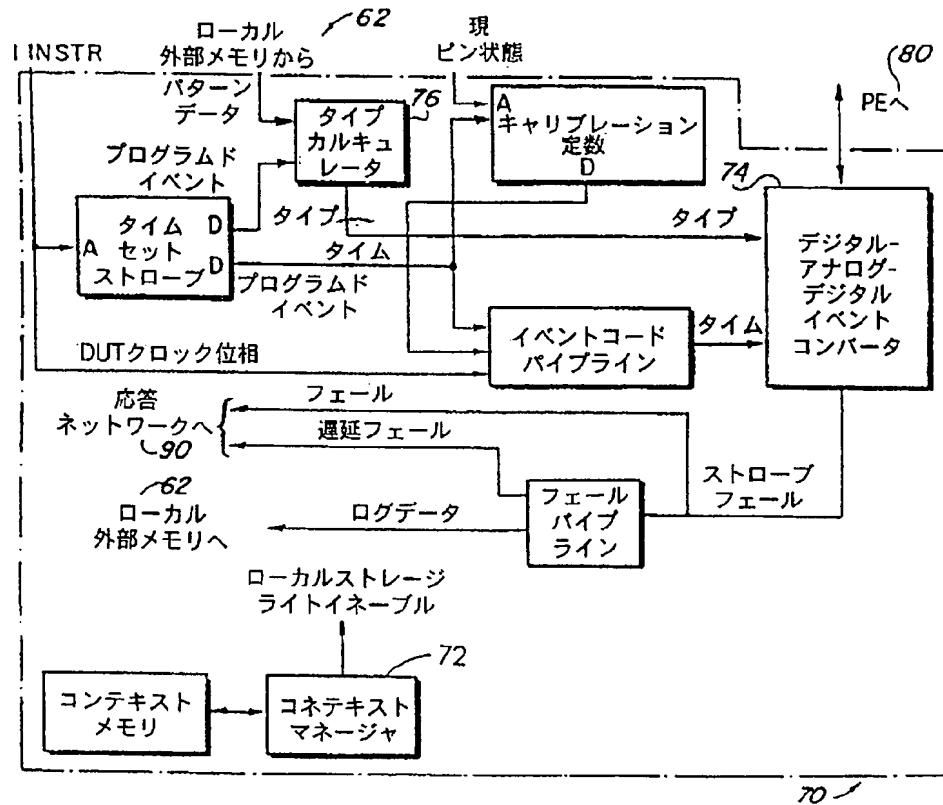 62
ローカル
外部メモリから
現
ピン状態
I INSTR
80
PEへ
パターン
データ
76
タイプ
カルキュ
レータ
A
キャリブレーション
定数
D
プログラムド
イベント
74
タイプ
タイプ
A
タイム
セット
ストローブ
D
D
タイム
プログラムド
イベント
デジタル-
アナログ-
デジタル
イベント
コンバータ
イベントコード
パイプライン
タイム
DUTクロック位相
応答
ネットワークへ
90
フェール
遅延フェール
ストローブ
フェール
62
ローカル
外部メモリへ
ログデータ
フェール
パイプ
ライン
ローカルストレージ
ライトイネーブル
72
コンテキスト
メモリ
コネテキスト
マネージャ
70